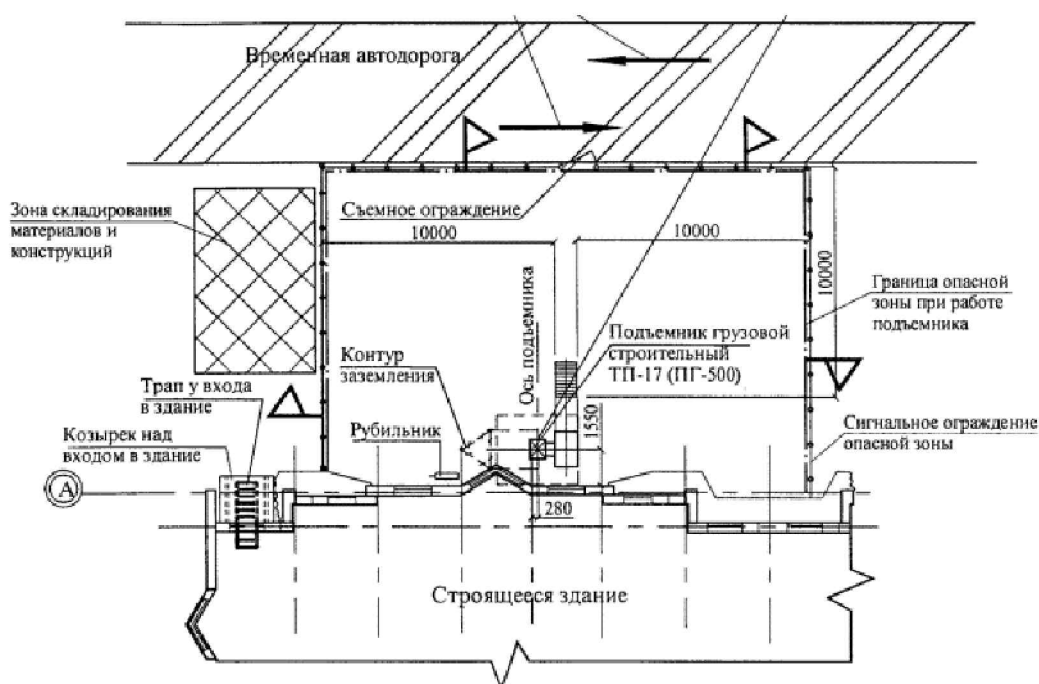 Временная автодорога
Зона складирования
материалов и
конструкций
Съемное ограждение
10000
10000
10000
Граница опасной
зоны при работе
подъемника
Ось подъемника
Подъемник грузовой
строительный
ТП-17 (ПГ-500)
Контур
заземления
Трап у входа
в здание
Рубильник
1550
Козырек над
входом в здание
Сигнальное ограждение
опасной зоны
А
280
Строящееся здание